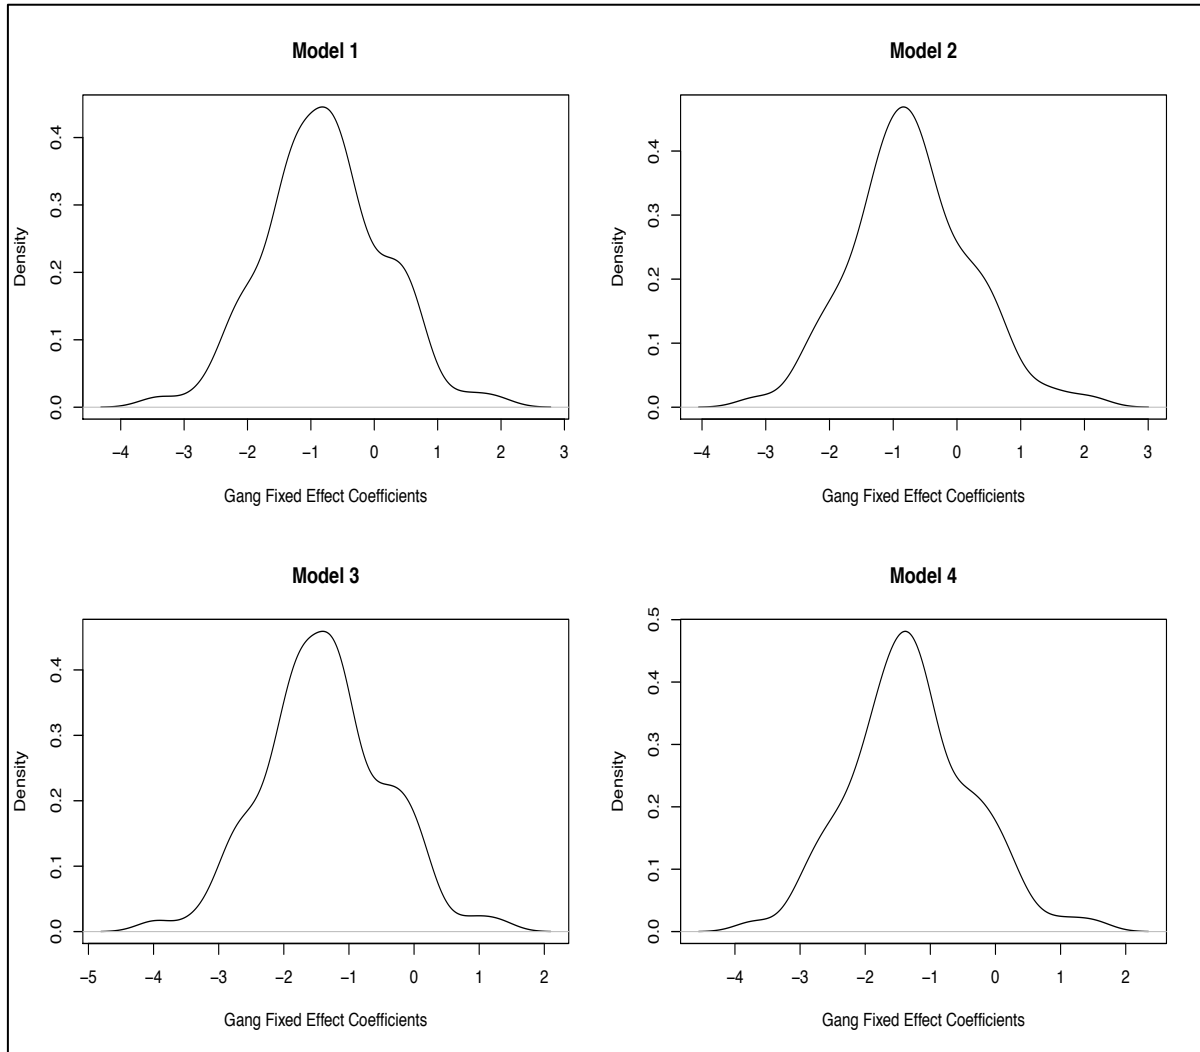 Model 1
Density
0.0 0.1 0.2 0.3 0.4
−4 −3 −2 −1 0 1 2 3
Gang Fixed Effect Coefficients
Model 2
Density
0.0 0.1 0.2 0.3 0.4
−4 −3 −2 −1 0 1 2 3
Gang Fixed Effect Coefficients
Model 3
Density
0.0 0.1 0.2 0.3 0.4
−5 −4 −3 −2 −1 0 1 2
Gang Fixed Effect Coefficients
Model 4
Density
0.0 0.1 0.2 0.3 0.4 0.5
−4 −3 −2 −1 0 1 2
Gang Fixed Effect Coefficients